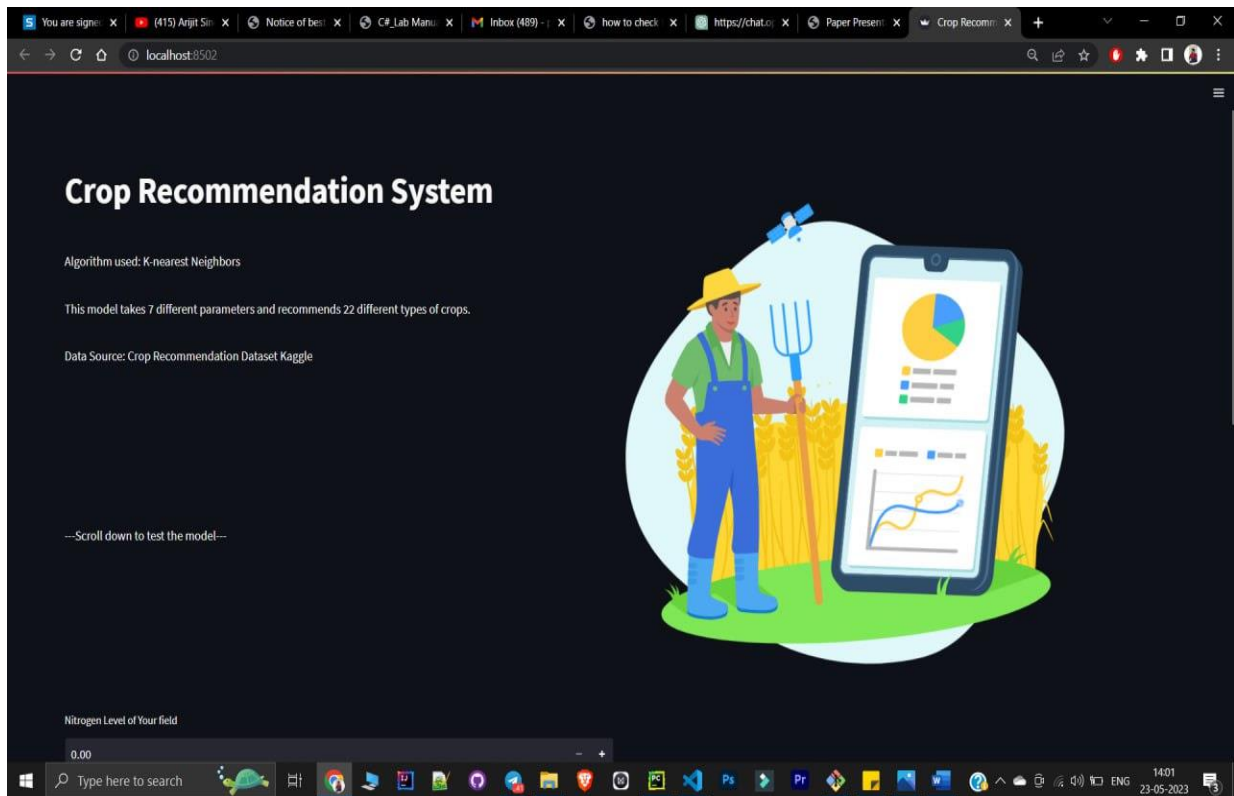 You are signe
(415) Arijit Sin
Notice of best
C#_Lab Manu
Inbox (489) -
how to check
https://chat.o
Paper Present
Crop Recomm
localhost:8502
Crop Recommendation System
Algorithm used: K-nearest Neighbors
This model takes 7 different parameters and recommends 22 different types of crops.
Data Source: Crop Recommendation Dataset Kaggle
---Scroll down to test the model---
Nitrogen Level of Your field
0.00
Type here to search
ENG
14:01
23-05-2023